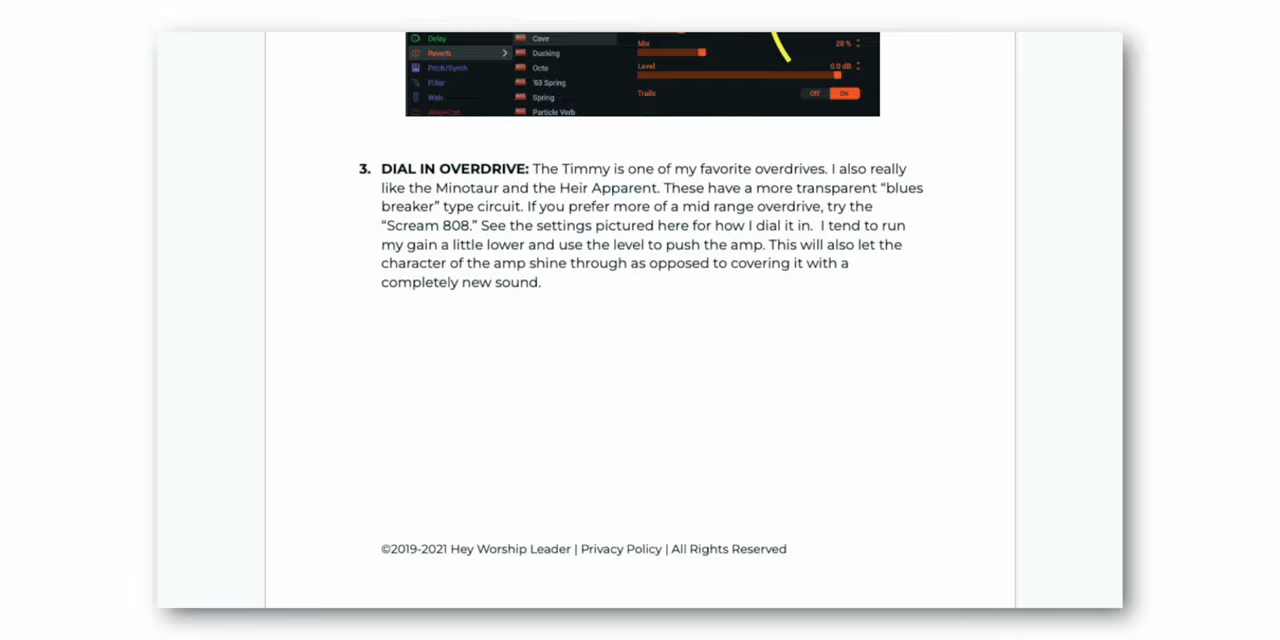 Delay
Cave
Mix
28 %
Reverb
Ducking
Pitch/Synth
Octo
Level
0.0 dB
Filter
'63 Spring
Wah
Spring
Trails
Off
On
Particle Verb
3. DIAL IN OVERDRIVE: The Timmy is one of my favorite overdrives. I also really
like the Minotaur and the Heir Apparent. These have a more transparent “blues
breaker” type circuit. If you prefer more of a mid range overdrive, try the
“Scream 808.” See the settings pictured here for how I dial it in.  I tend to run
my gain a little lower and use the level to push the amp. This will also let the
character of the amp shine through as opposed to covering it with a
completely new sound.
©2019-2021 Hey Worship Leader | Privacy Policy | All Rights Reserved